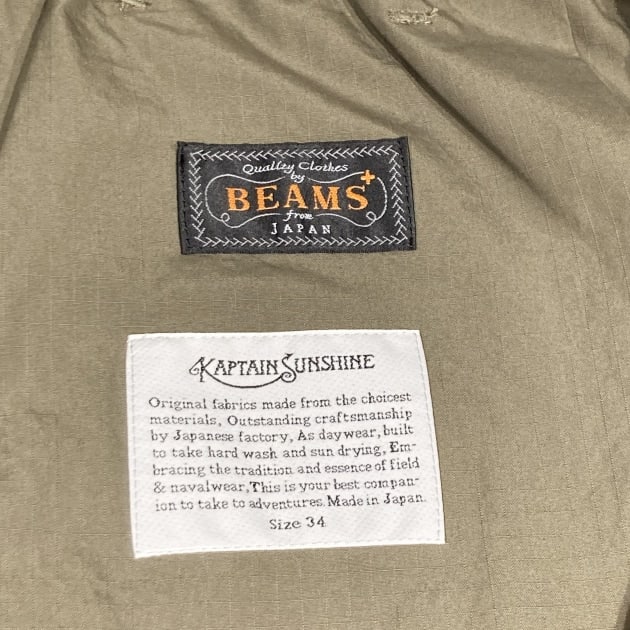 Quality Clothes
by
BEAMS+
from
JAPAN
KAPTAIN SUNSHINE
Original fabrics made from the choicest
materials, Outstanding craftsmanship
by Japanese factory, As daywear, built
to take hard wash and sun drying, Em-
bracing the tradition and essence of field
& navalwear, This is your best compan-
ion to take to adventures. Made in Japan.
Size 34